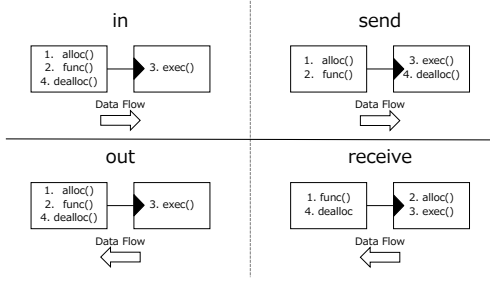 in
1. alloc()
2. func()
4. dealloc()
3. exec()
Data Flow
send
1. alloc()
2. func()
3. exec()
4. dealloc()
Data Flow
out
1. alloc()
2. func()
4. dealloc()
3. exec()
Data Flow
receive
1. func()
4. dealloc
2. alloc()
3. exec()
Data Flow